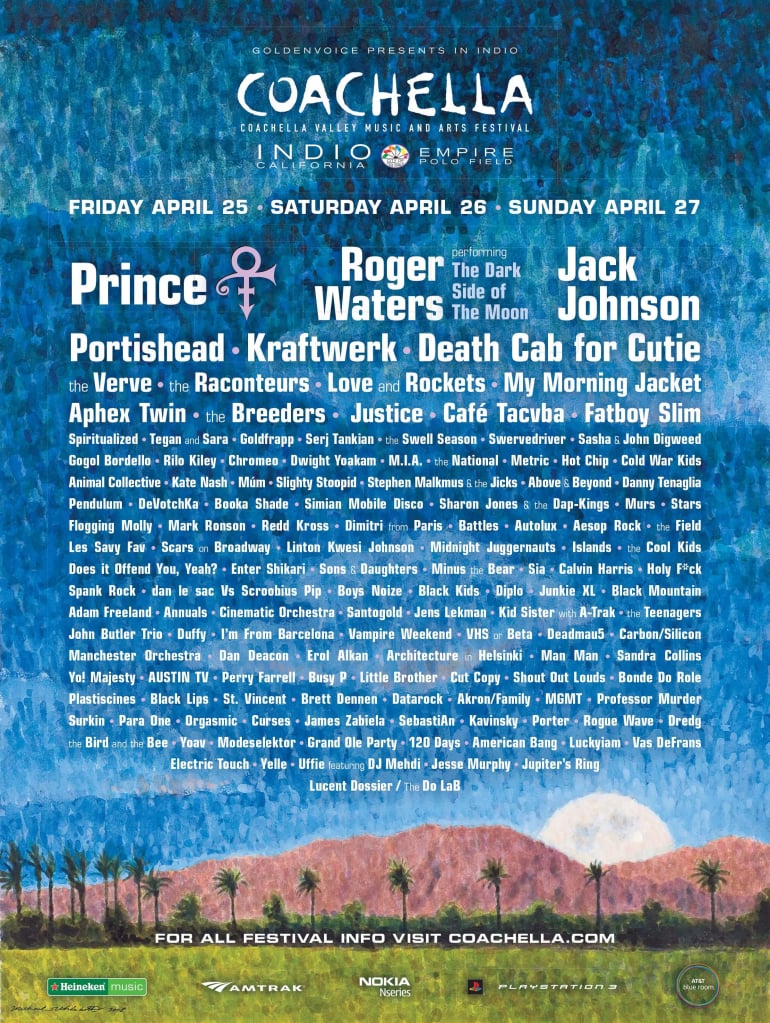 GOLDENVOICE PRESENTS IN INDIO
COACHELLA
COACHELLA VALLEY MUSIC AND ARTS FESTIVAL
INDIO CALIFORNIA EMPIRE POLO FIELD
FRIDAY APRIL 25 • SATURDAY APRIL 26 • SUNDAY APRIL 27
Prince
Roger Waters performing The Dark Side of The Moon
Jack Johnson
Portishead • Kraftwerk • Death Cab for Cutie
the Verve • the Raconteurs • Love and Rockets • My Morning Jacket
Aphex Twin • the Breeders • Justice • Café Tacvba • Fatboy Slim
Spiritualized • Tegan and Sara • Goldfrapp • Serj Tankian • the Swell Season • Swervedriver • Sasha & John Digweed
Gogol Bordello • Rilo Kiley • Chromeo • Dwight Yoakam • M.I.A. • the National • Metric • Hot Chip • Cold War Kids
Animal Collective • Kate Nash • Múm • Slighty Stoopid • Stephen Malkmus & the Jicks • Above & Beyond • Danny Tenaglia
Pendulum • DeVotchKa • Booka Shade • Simian Mobile Disco • Sharon Jones & the Dap-Kings • Murs • Stars
Flogging Molly • Mark Ronson • Redd Kross • Dimitri from Paris • Battles • Autolux • Aesop Rock • the Field
Les Savy Fav • Scars on Broadway • Linton Kwesi Johnson • Midnight Juggernauts • Islands • the Cool Kids
Does it Offend You, Yeah? • Enter Shikari • Sons & Daughters • Minus the Bear • Sia • Calvin Harris • Holy F*ck
Spank Rock • dan le sac Vs Scroobius Pip • Boys Noize • Black Kids • Diplo • Junkie XL • Black Mountain
Adam Freeland • Annuals • Cinematic Orchestra • Santogold • Jens Lekman • Kid Sister with A-Trak • the Teenagers
John Butler Trio • Duffy • I'm From Barcelona • Vampire Weekend • VHS or Beta • Deadmau5 • Carbon/Silicon
Manchester Orchestra • Dan Deacon • Erol Alkan • Architecture in Helsinki • Man Man • Sandra Collins
Yo! Majesty • AUSTIN TV • Perry Farrell • Busy P • Little Brother • Cut Copy • Shout Out Louds • Bonde Do Role
Plastiscines • Black Lips • St. Vincent • Brett Dennen • Datarock • Akron/Family • MGMT • Professor Murder
Surkin • Para One • Orgasmic • Curses • James Zabiela • SebastiAn • Kavinsky • Porter • Rogue Wave • Dredg
the Bird and the Bee • Yoav • Modeselektor • Grand Ole Party • 120 Days • American Bang • Luckyiam • Vas DeFrans
Electric Touch • Yelle • Uffie featuring DJ Mehdi • Jesse Murphy • Jupiter's Ring
Lucent Dossier / The Do LaB
FOR ALL FESTIVAL INFO VISIT COACHELLA.COM
Heineken music
AMTRAK
NOKIA
Nseries
PLAYSTATION 3
AT&T
blue room